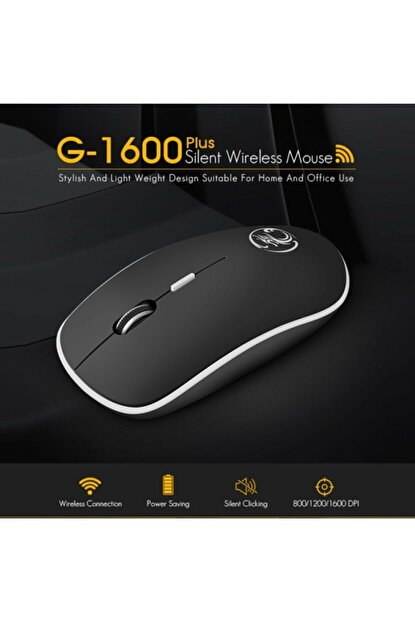 G-1600 Plus
Silent Wireless Mouse
Stylish And Light Weight Design Suitable For Home And Office Use
Wireless Connection
Power Saving
Silent Clicking
800/1200/1600 DPI